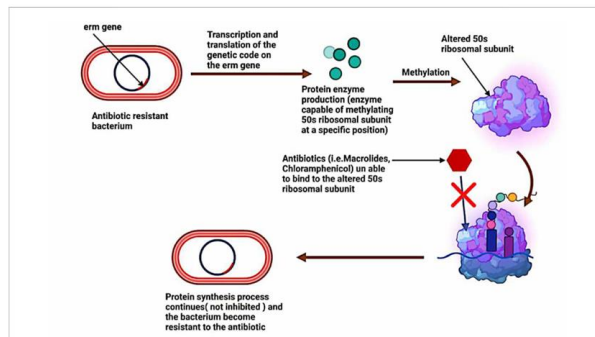 erm gene
Transcription and
translation of the
genetic code on
the erm gene
Altered 50s
ribosomal subunit
Methylation
Antibiotic resistant
bacterium
Protein enzyme
production (enzyme
capable of methylating
50s ribosomal subunit
at a specific position)
Antibiotics (i.e.Macrolides,
Chloramphenicol) un able
to bind to the altered 50s
ribosomal subunit
Protein synthesis process
continues( not inhibited ) and
the bacterium become
resistant to the antibiotic